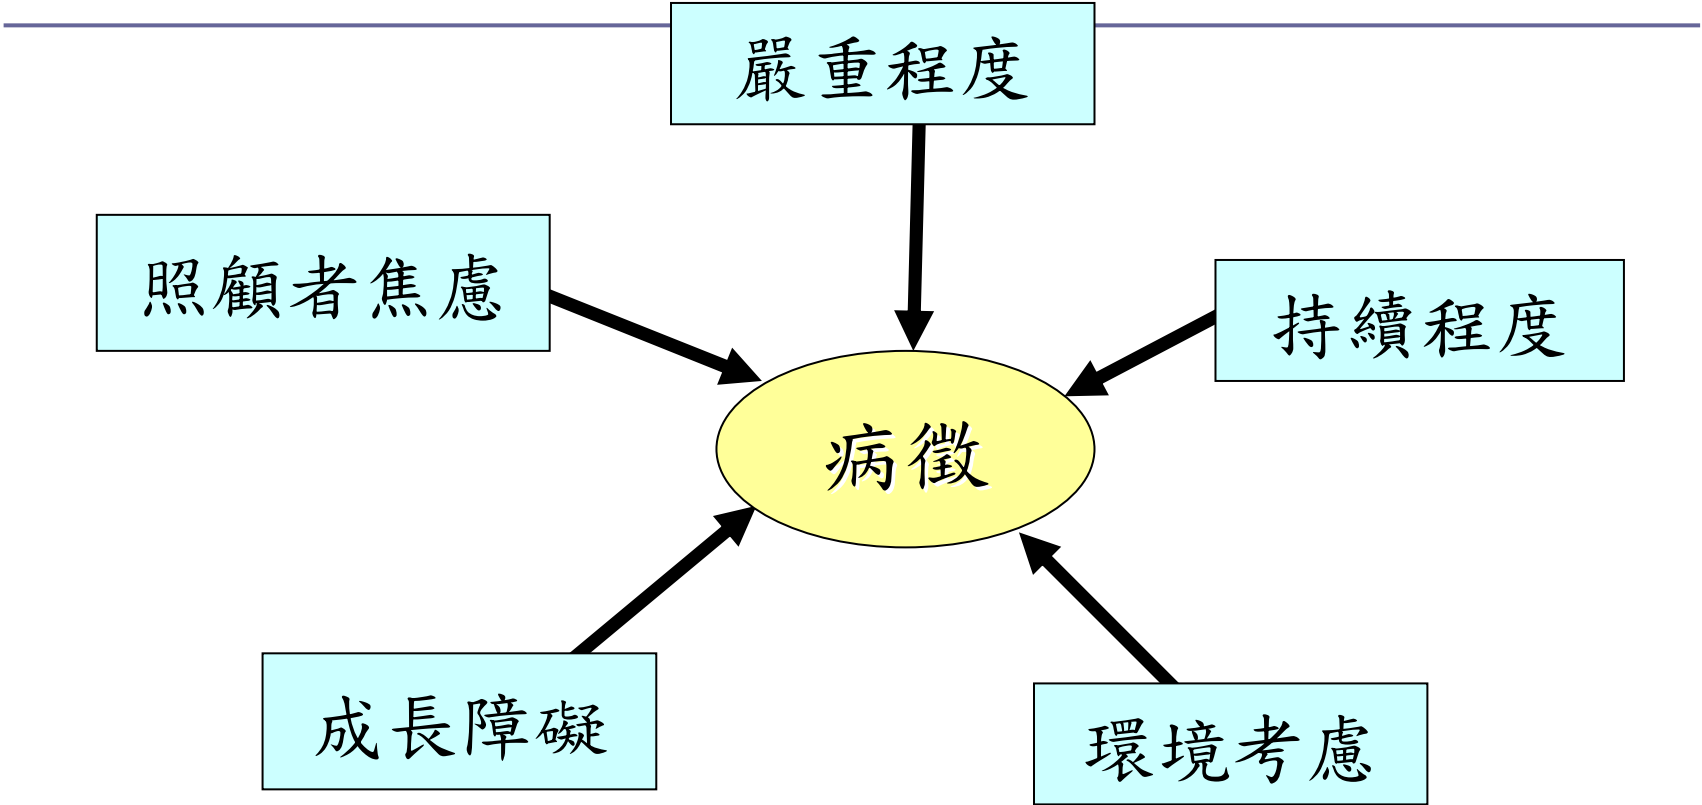 嚴重程度
照顧者焦慮
持續程度
病徵
成長障礙
環境考慮